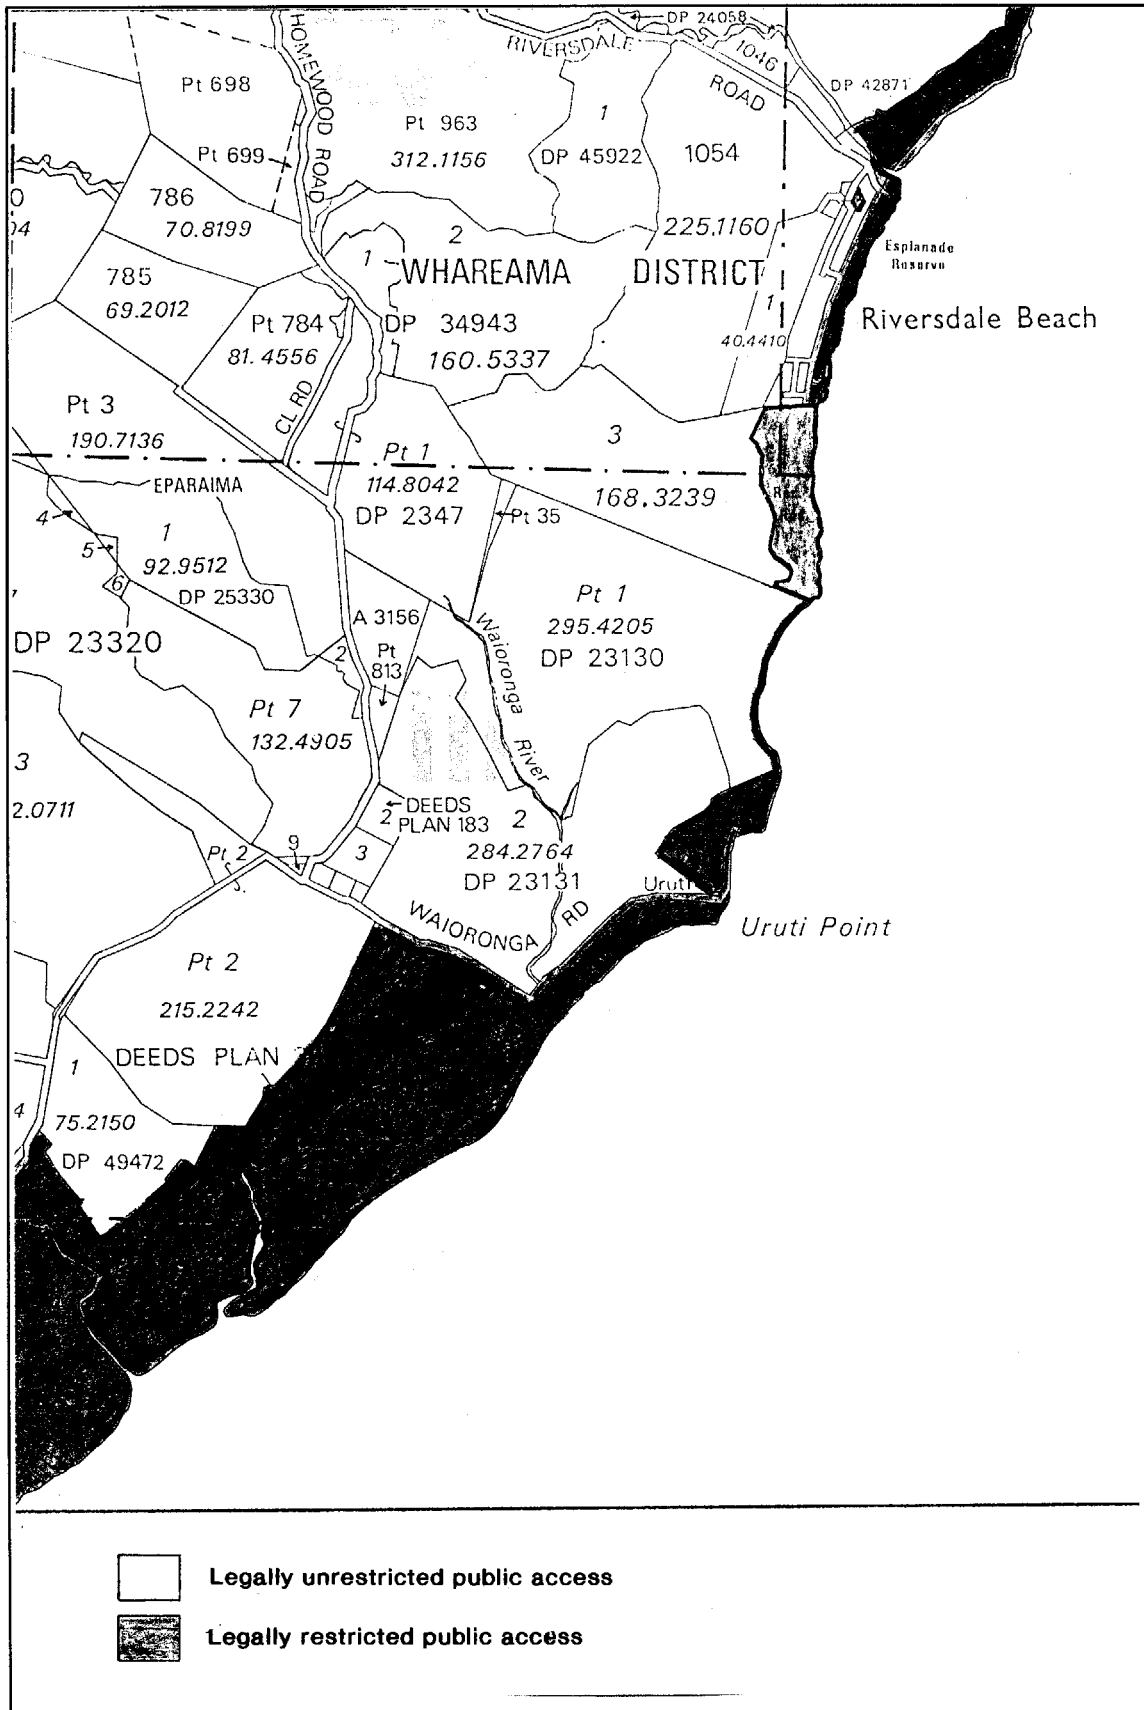 DP 24058
RIVERSDALE
ROAD
1046
DP 42871
HOMEWOOD ROAD
Pt 698
Pt 963
312.1156
1
DP 45922
1054
Pt 699
786
70.8199
0
04
2
225.1160
Esplanade
Reserve
1
WHAREAMA DISTRICT
785
69.2012
1
Riversdale Beach
Pt 784
81.4556
DP 34943
160.5337
40.4410
CL RD
Pt 3
190.7136
3
Pt 1
114.8042
DP 2347
168.3239
EPARAIMA
Pt 35
4
1
5
92.9512
6
DP 25330
Pt 1
295.4205
DP 23130
A 3156
DP 23320
2
Pt
813
Waioronga
River
Pt 7
132.4905
3
2.0711
DEEDS
PLAN 183
2
2
284.2764
DP 23131
9
3
Pt 2
Uruti
WAIORONGA RD
Uruti Point
Pt 2
215.2242
DEEDS PLAN
1
4
75.2150
DP 49472
Legally unrestricted public access
Legally restricted public access